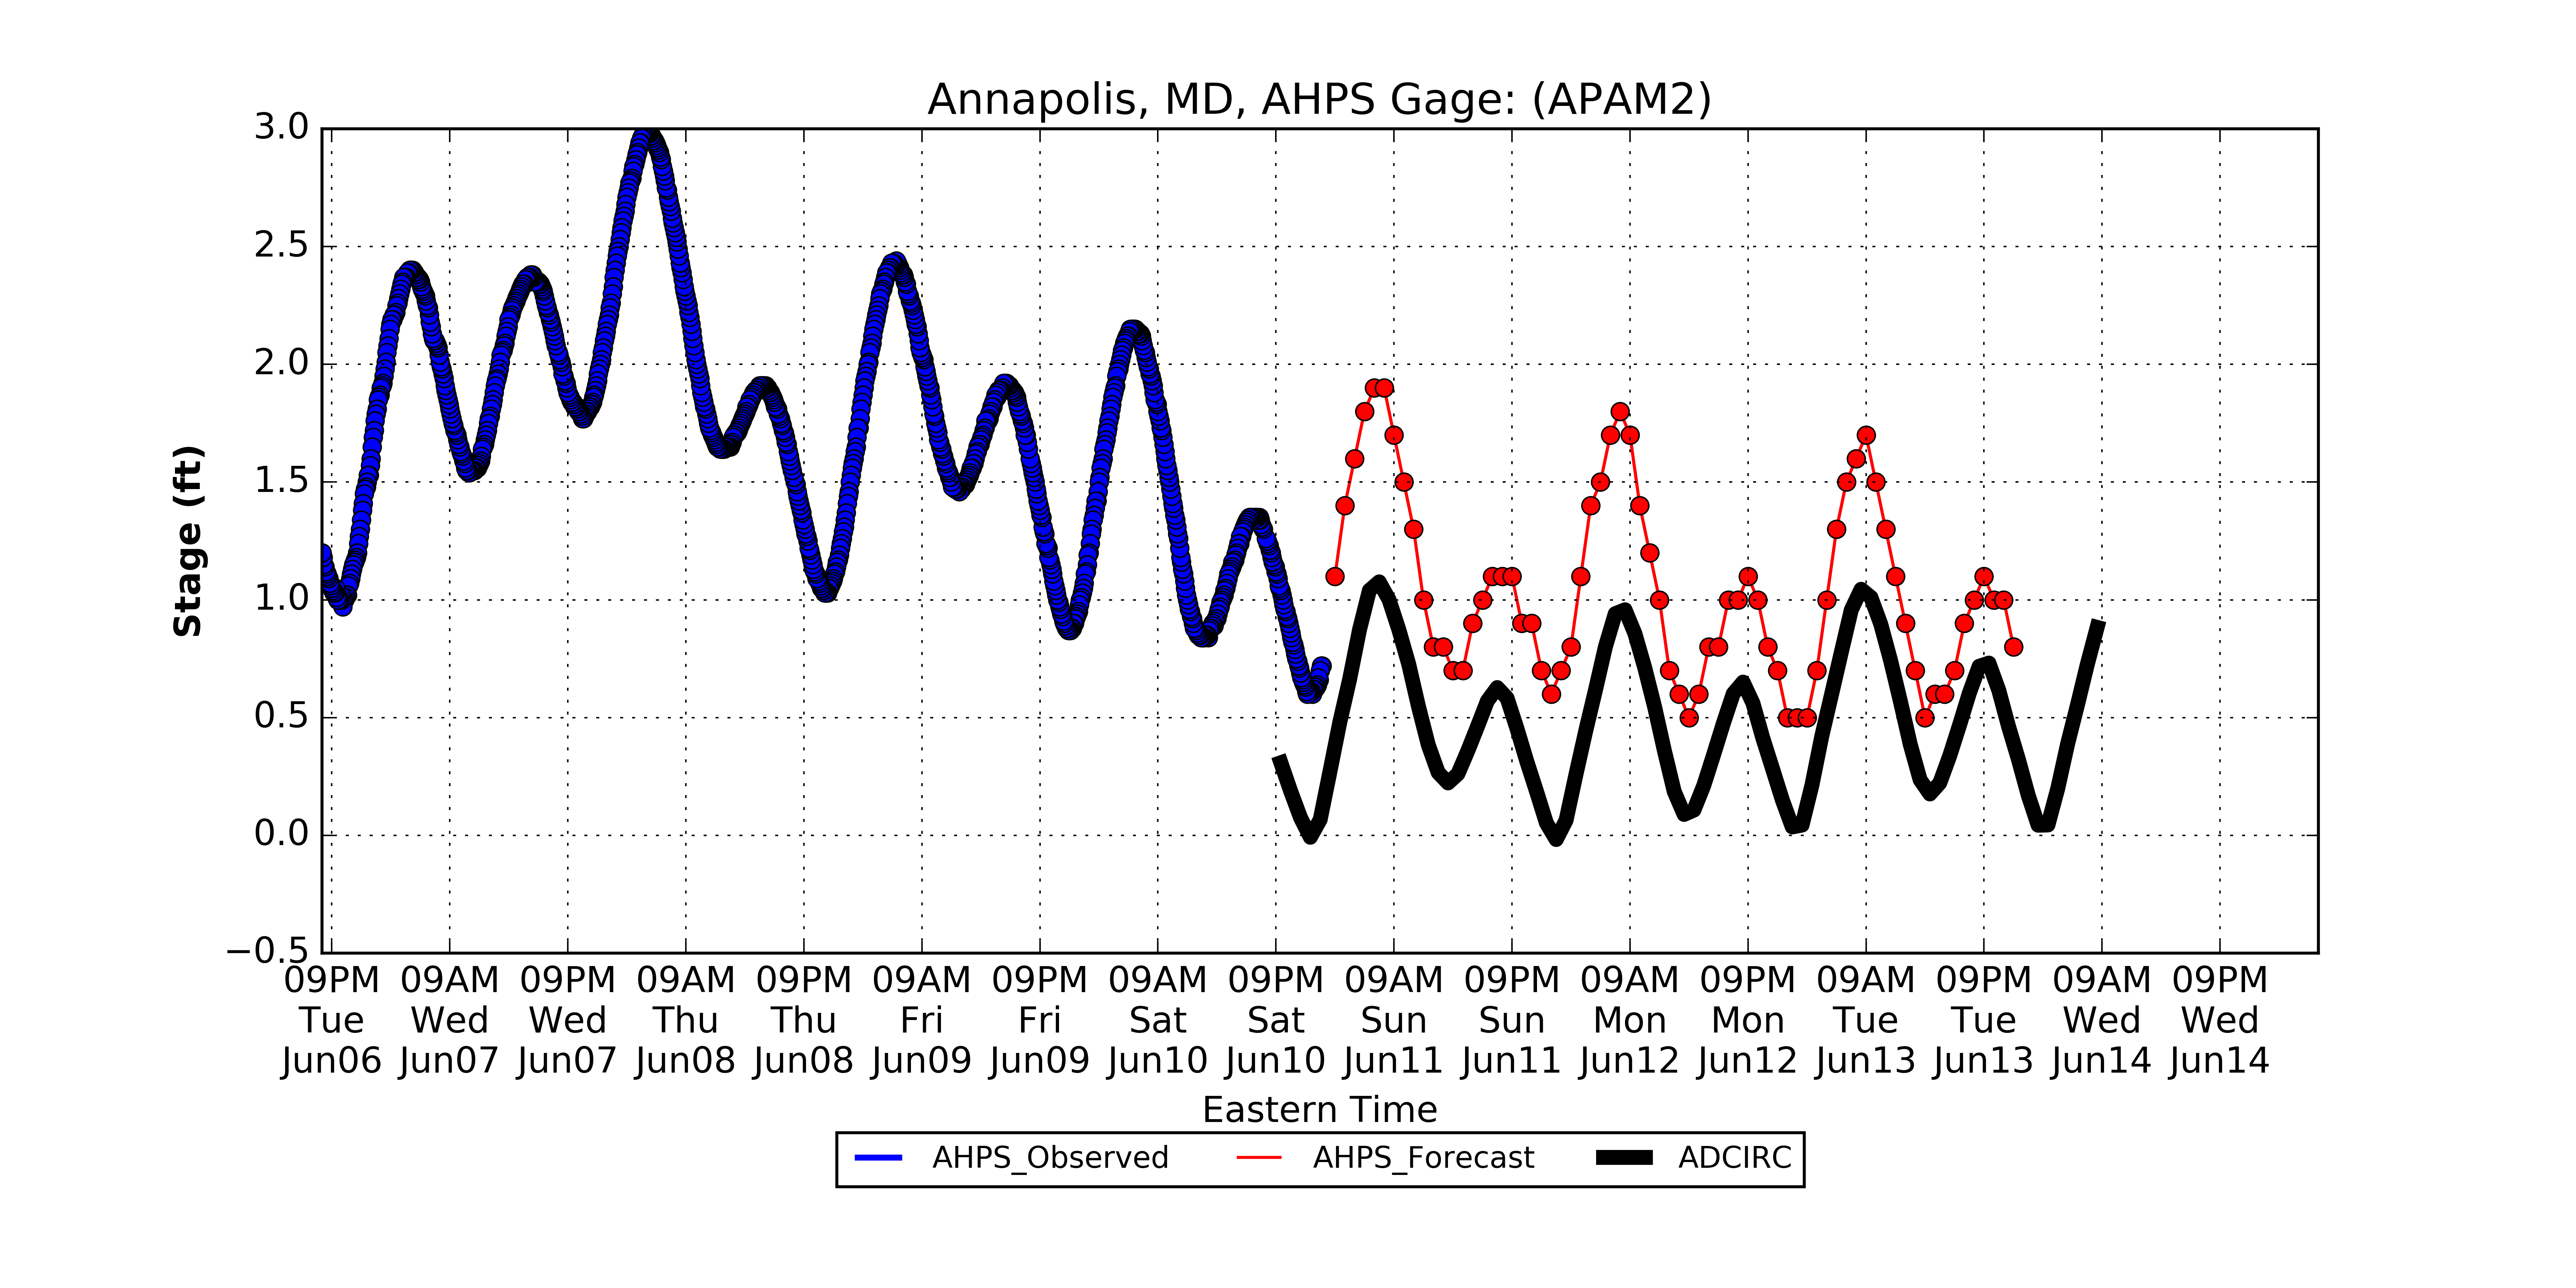 Annapolis, MD, AHPS Gage: (APAM2)
3.0
2.5
2.0
1.5
1.0
0.5
0.0
−0.5
Stage (ft)
09PM 09AM 09PM 09AM 09PM 09AM 09PM 09AM 09PM 09AM 09PM 09AM 09PM 09AM 09PM 09AM 09PM
Tue Wed Wed Thu Thu Fri Fri Sat Sat Sun Sun Mon Mon Tue Tue Wed Wed
Jun06 Jun07 Jun07 Jun08 Jun08 Jun09 Jun09 Jun10 Jun10 Jun11 Jun11 Jun12 Jun12 Jun13 Jun13 Jun14 Jun14
Eastern Time
AHPS_Observed AHPS_Forecast ADCIRC